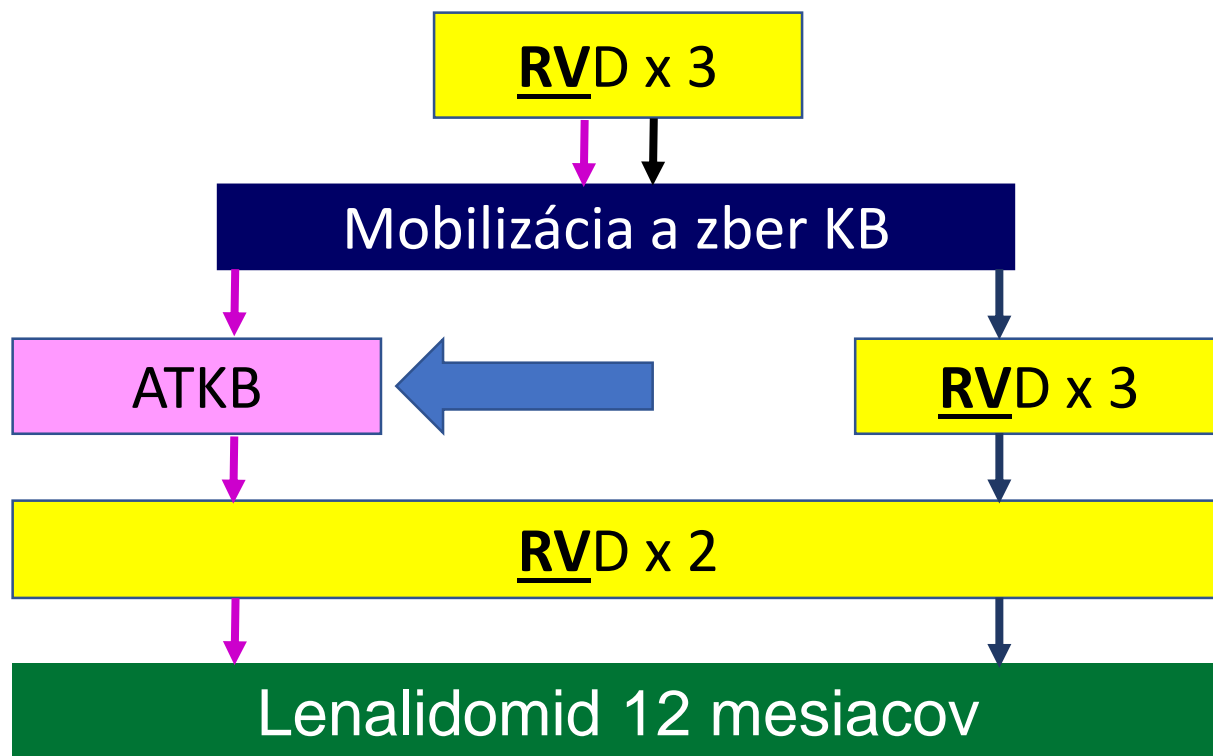 RVD x 3
Mobilizácia a zber KB
ATKB
RVD x 3
RVD x 2
Lenalidomid 12 mesiacov